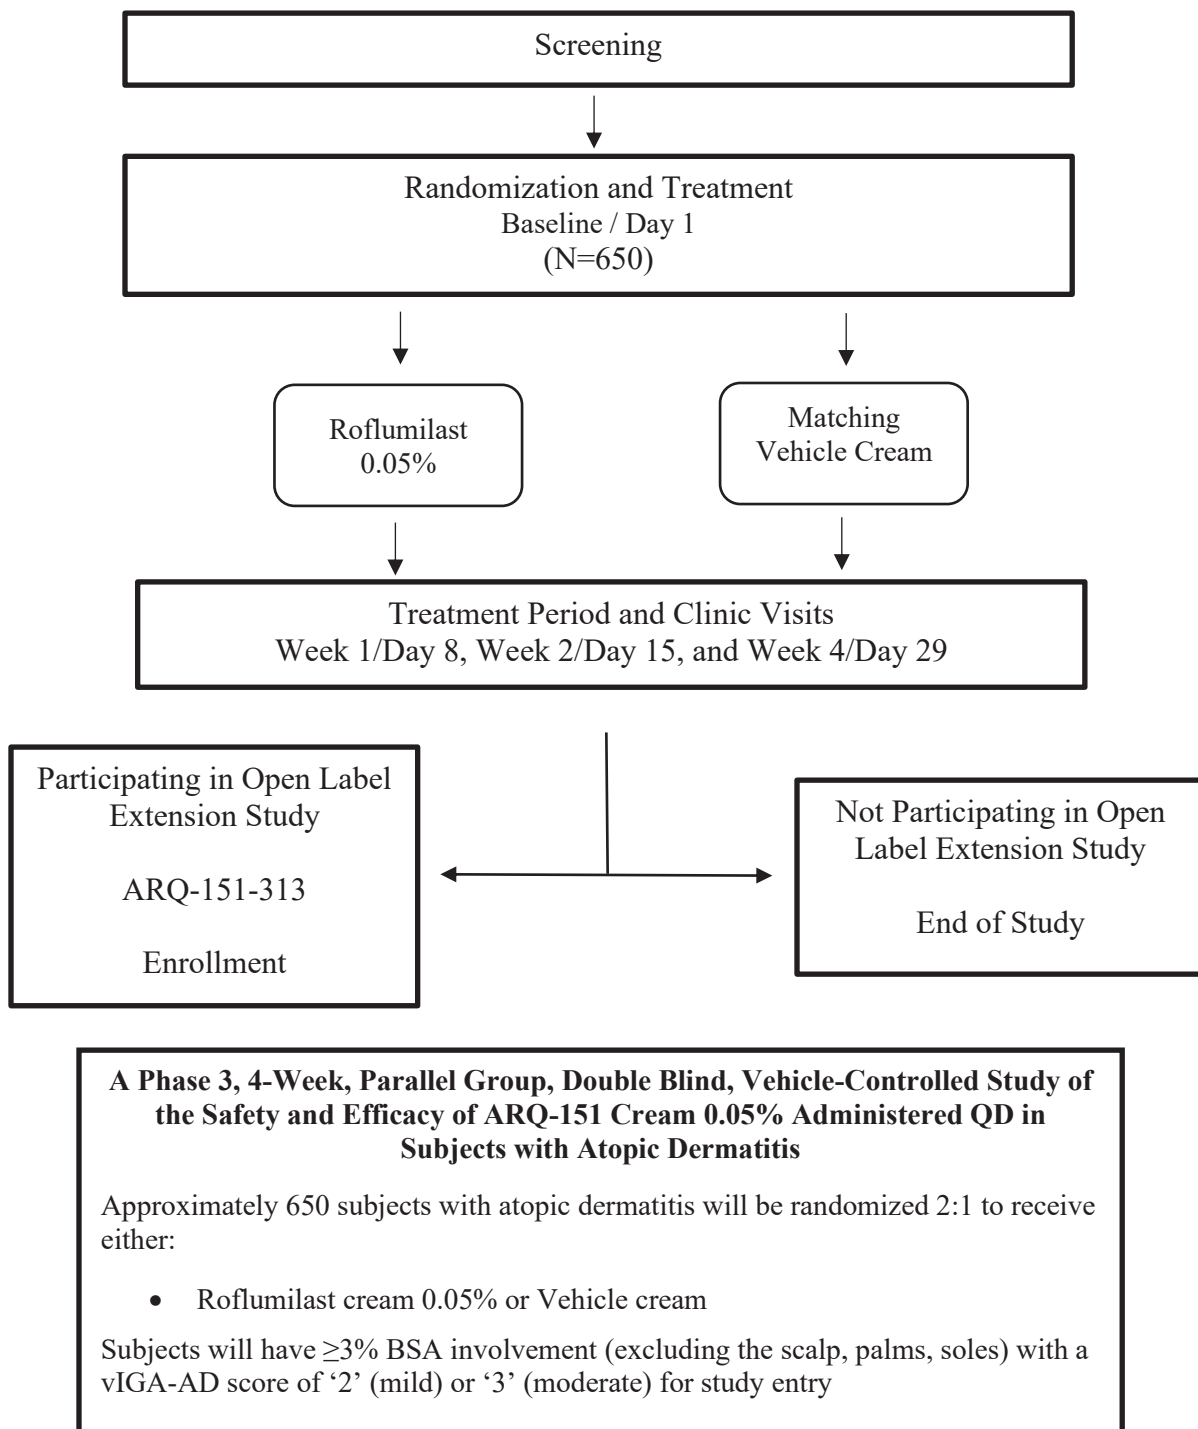 Screening
Randomization and Treatment
Baseline / Day 1
(N=650)
Roflumilast
0.05%
Matching
Vehicle Cream
Treatment Period and Clinic Visits
Week 1/Day 8, Week 2/Day 15, and Week 4/Day 29
Participating in Open Label
Extension Study
ARQ-151-313
Enrollment
Not Participating in Open
Label Extension Study
End of Study
A Phase 3, 4-Week, Parallel Group, Double Blind, Vehicle-Controlled Study of
the Safety and Efficacy of ARQ-151 Cream 0.05% Administered QD in
Subjects with Atopic Dermatitis
Approximately 650 subjects with atopic dermatitis will be randomized 2:1 to receive
either:
• Roflumilast cream 0.05% or Vehicle cream
Subjects will have ≥3% BSA involvement (excluding the scalp, palms, soles) with a
vIGA-AD score of ‘2’ (mild) or ‘3’ (moderate) for study entry